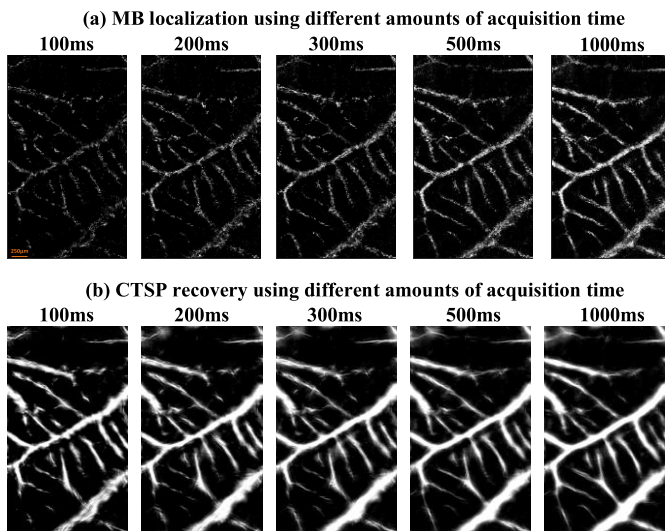 (a) MB localization using different amounts of acquisition time
100ms 200ms 300ms 500ms 1000ms
250μm
(b) CTSP recovery using different amounts of acquisition time
100ms 200ms 300ms 500ms 1000ms